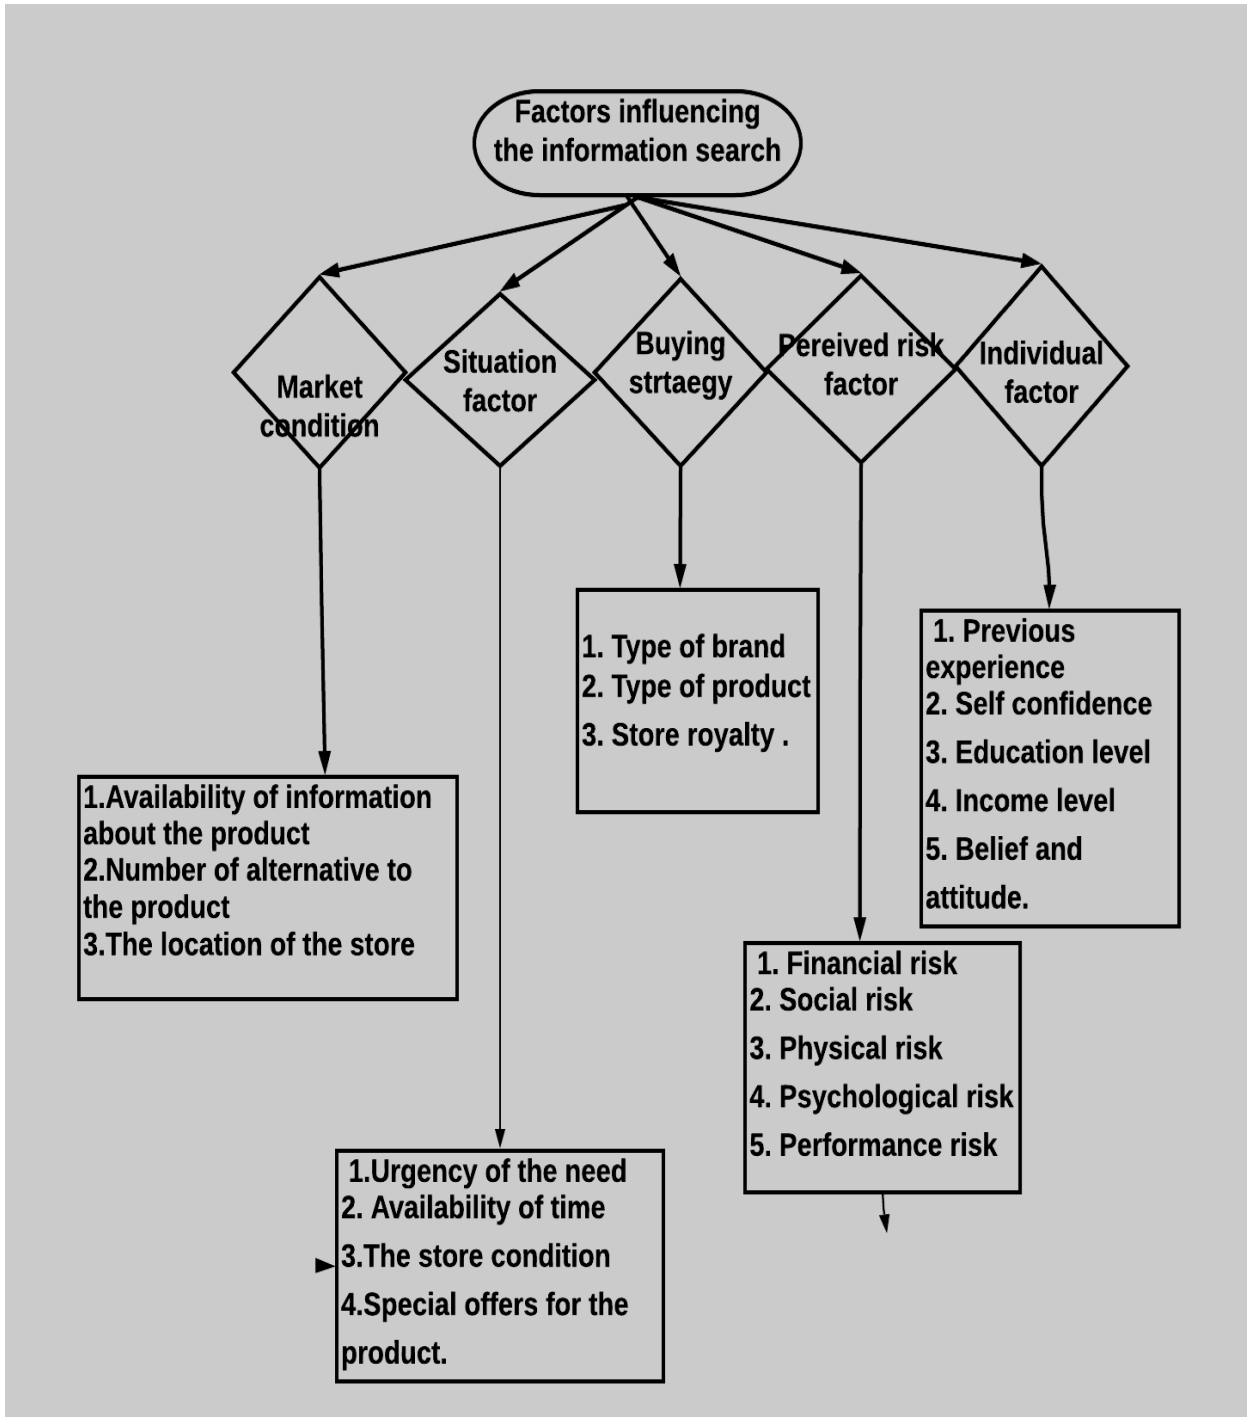 Factors influencing
the information search
Market
condition
Situation
factor
Buying
strtaegy
Pereived risk
factor
Individual
factor
1.Availability of information
about the product
2.Number of alternative to
the product
3.The location of the store
1.Urgency of the need
2. Availability of time
3.The store condition
4.Special offers for the
product.
1. Type of brand
2. Type of product
3. Store royalty .
1. Financial risk
2. Social risk
3. Physical risk
4. Psychological risk
5. Performance risk
1. Previous
experience
2. Self confidence
3. Education level
4. Income level
5. Belief and
attitude.